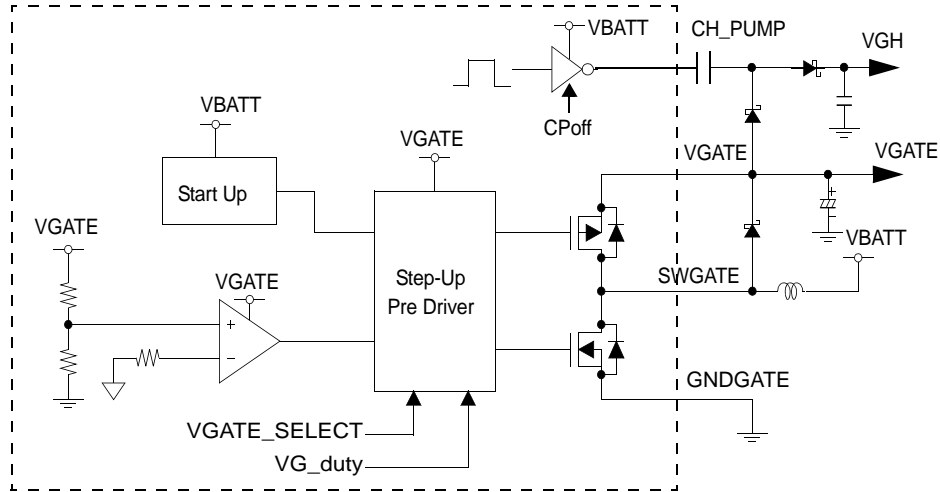 VBATT
CH_PUMP
VGH
CPoff
VBATT
VGATE
VGATE
VGATE
Start Up
VGATE
VBATT
VGATE
Step-Up
Pre Driver
SWGATE
+
−
+
−
GNDGATE
VGATE_SELECT
VG_duty